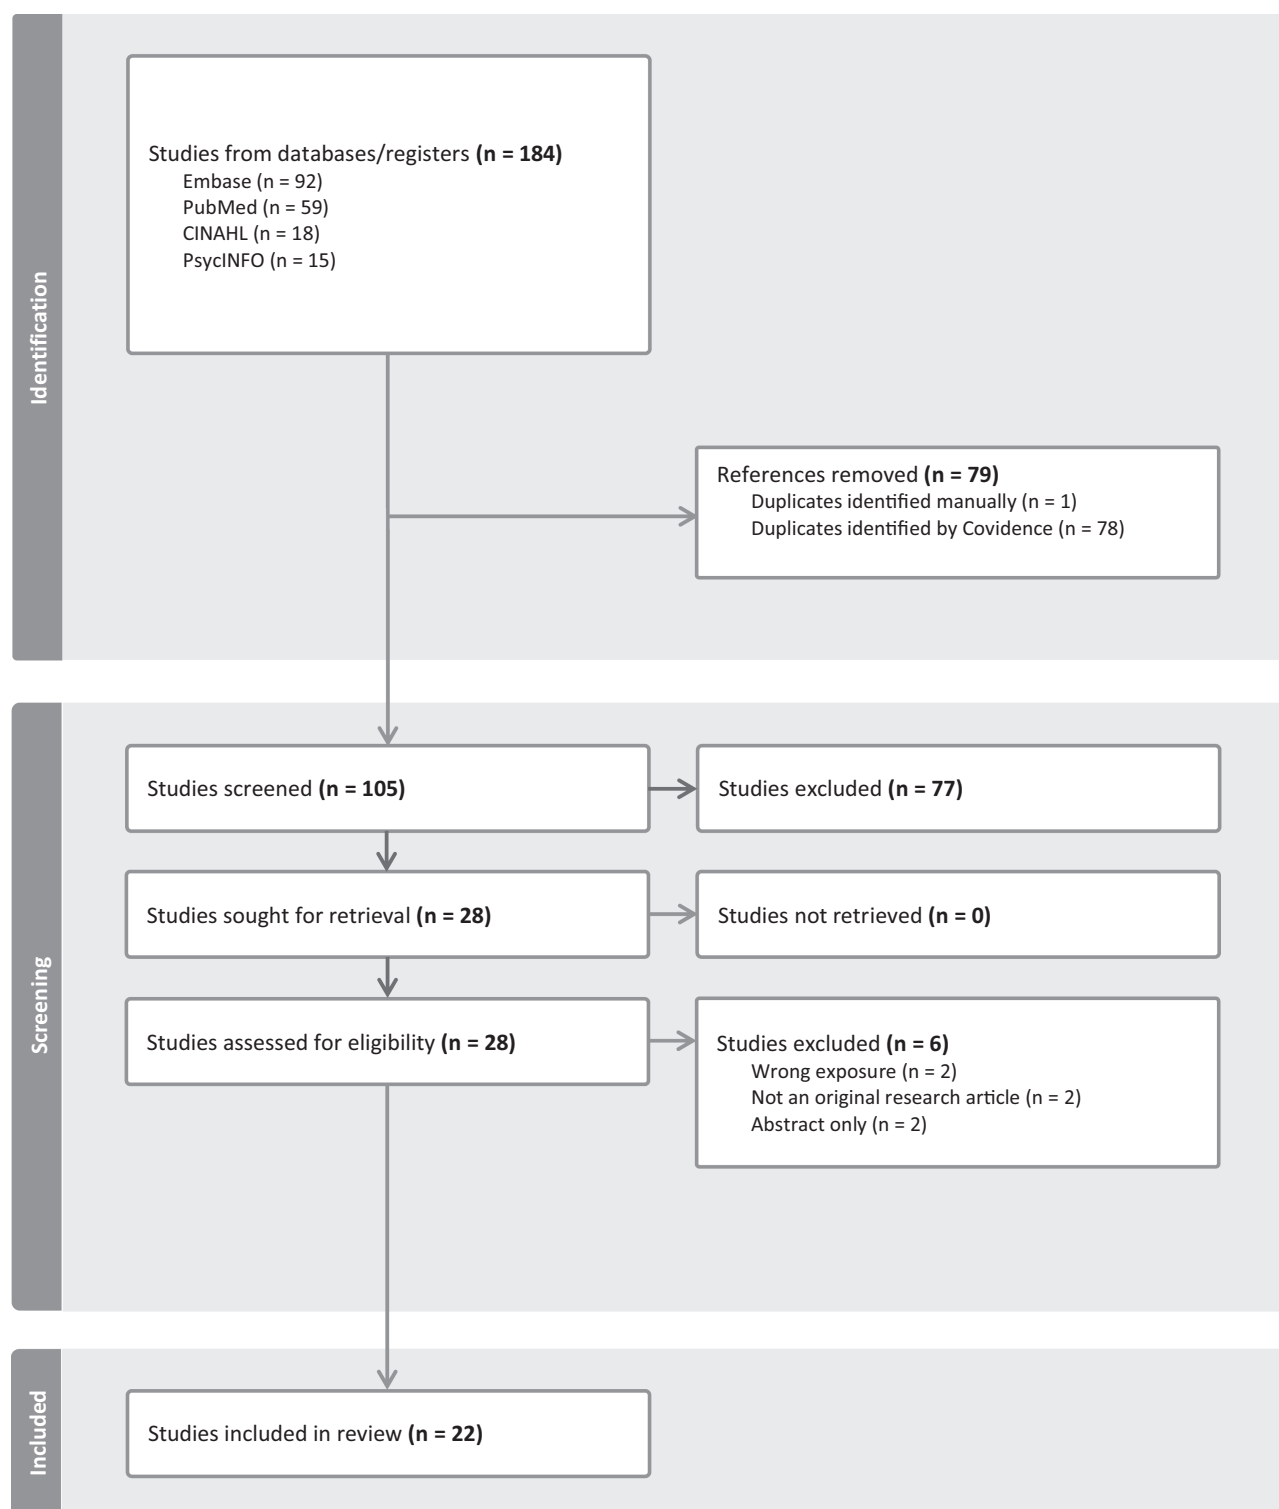 Identification
Studies from databases/registers (n = 184)
Embase (n = 92)
PubMed (n = 59)
CINAHL (n = 18)
PsycINFO (n = 15)
References removed (n = 79)
Duplicates identified manually (n = 1)
Duplicates identified by Covidence (n = 78)
Screening
Studies screened (n = 105)
Studies excluded (n = 77)
Studies sought for retrieval (n = 28)
Studies not retrieved (n = 0)
Studies assessed for eligibility (n = 28)
Studies excluded (n = 6)
Wrong exposure (n = 2)
Not an original research article (n = 2)
Abstract only (n = 2)
Included
Studies included in review (n = 22)